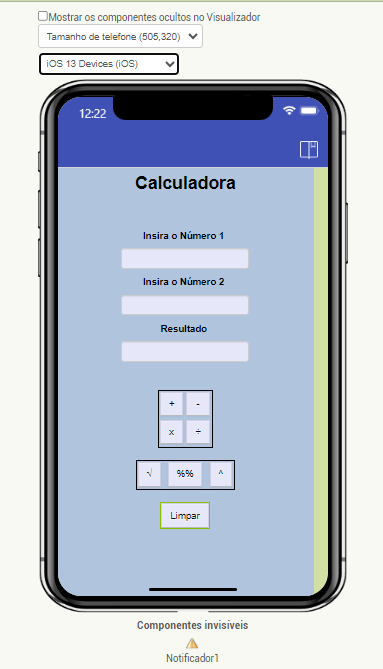 Mostrar os componentes ocultos no Visualizador
Tamanho de telefone (505,320)
iOS 13 Devices (iOS)
12:22
Calculadora
Insira o Número 1
Insira o Número 2
Resultado
+ -
x ÷
√ %% ^
Limpar
Componentes invisíveis
Notificador1